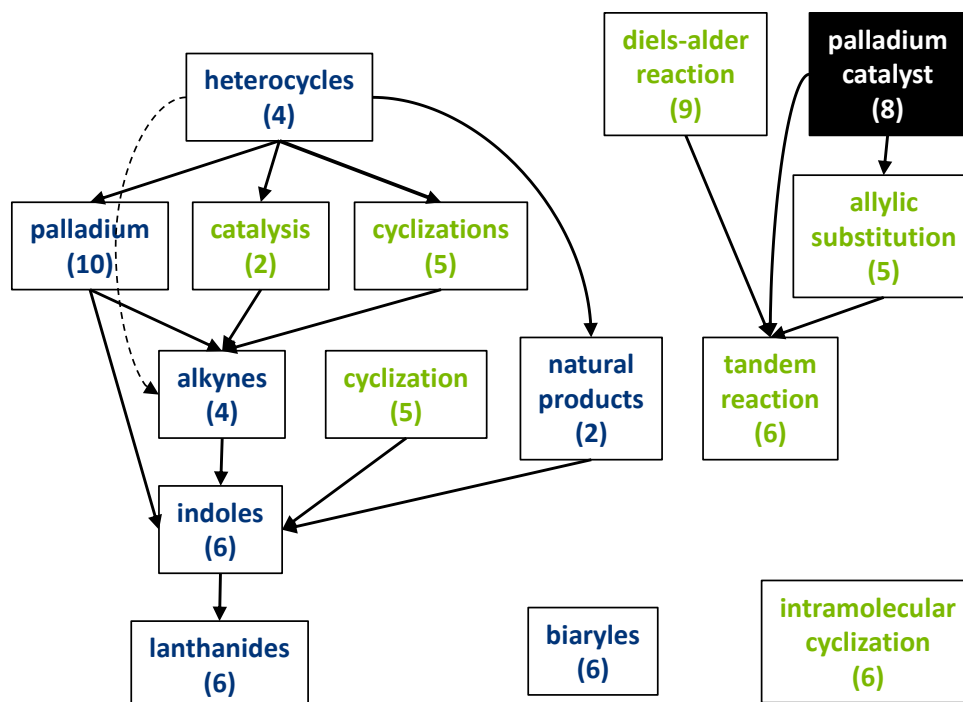 diels-alder
reaction
(9)
palladium
catalyst
(8)
heterocycles
(4)
palladium
(10)
catalysis
(2)
cyclizations
(5)
allylic
substitution
(5)
alkynes
(4)
cyclization
(5)
natural
products
(2)
tandem
reaction
(6)
indoles
(6)
lanthanides
(6)
biaryles
(6)
intramolecular
cyclization
(6)